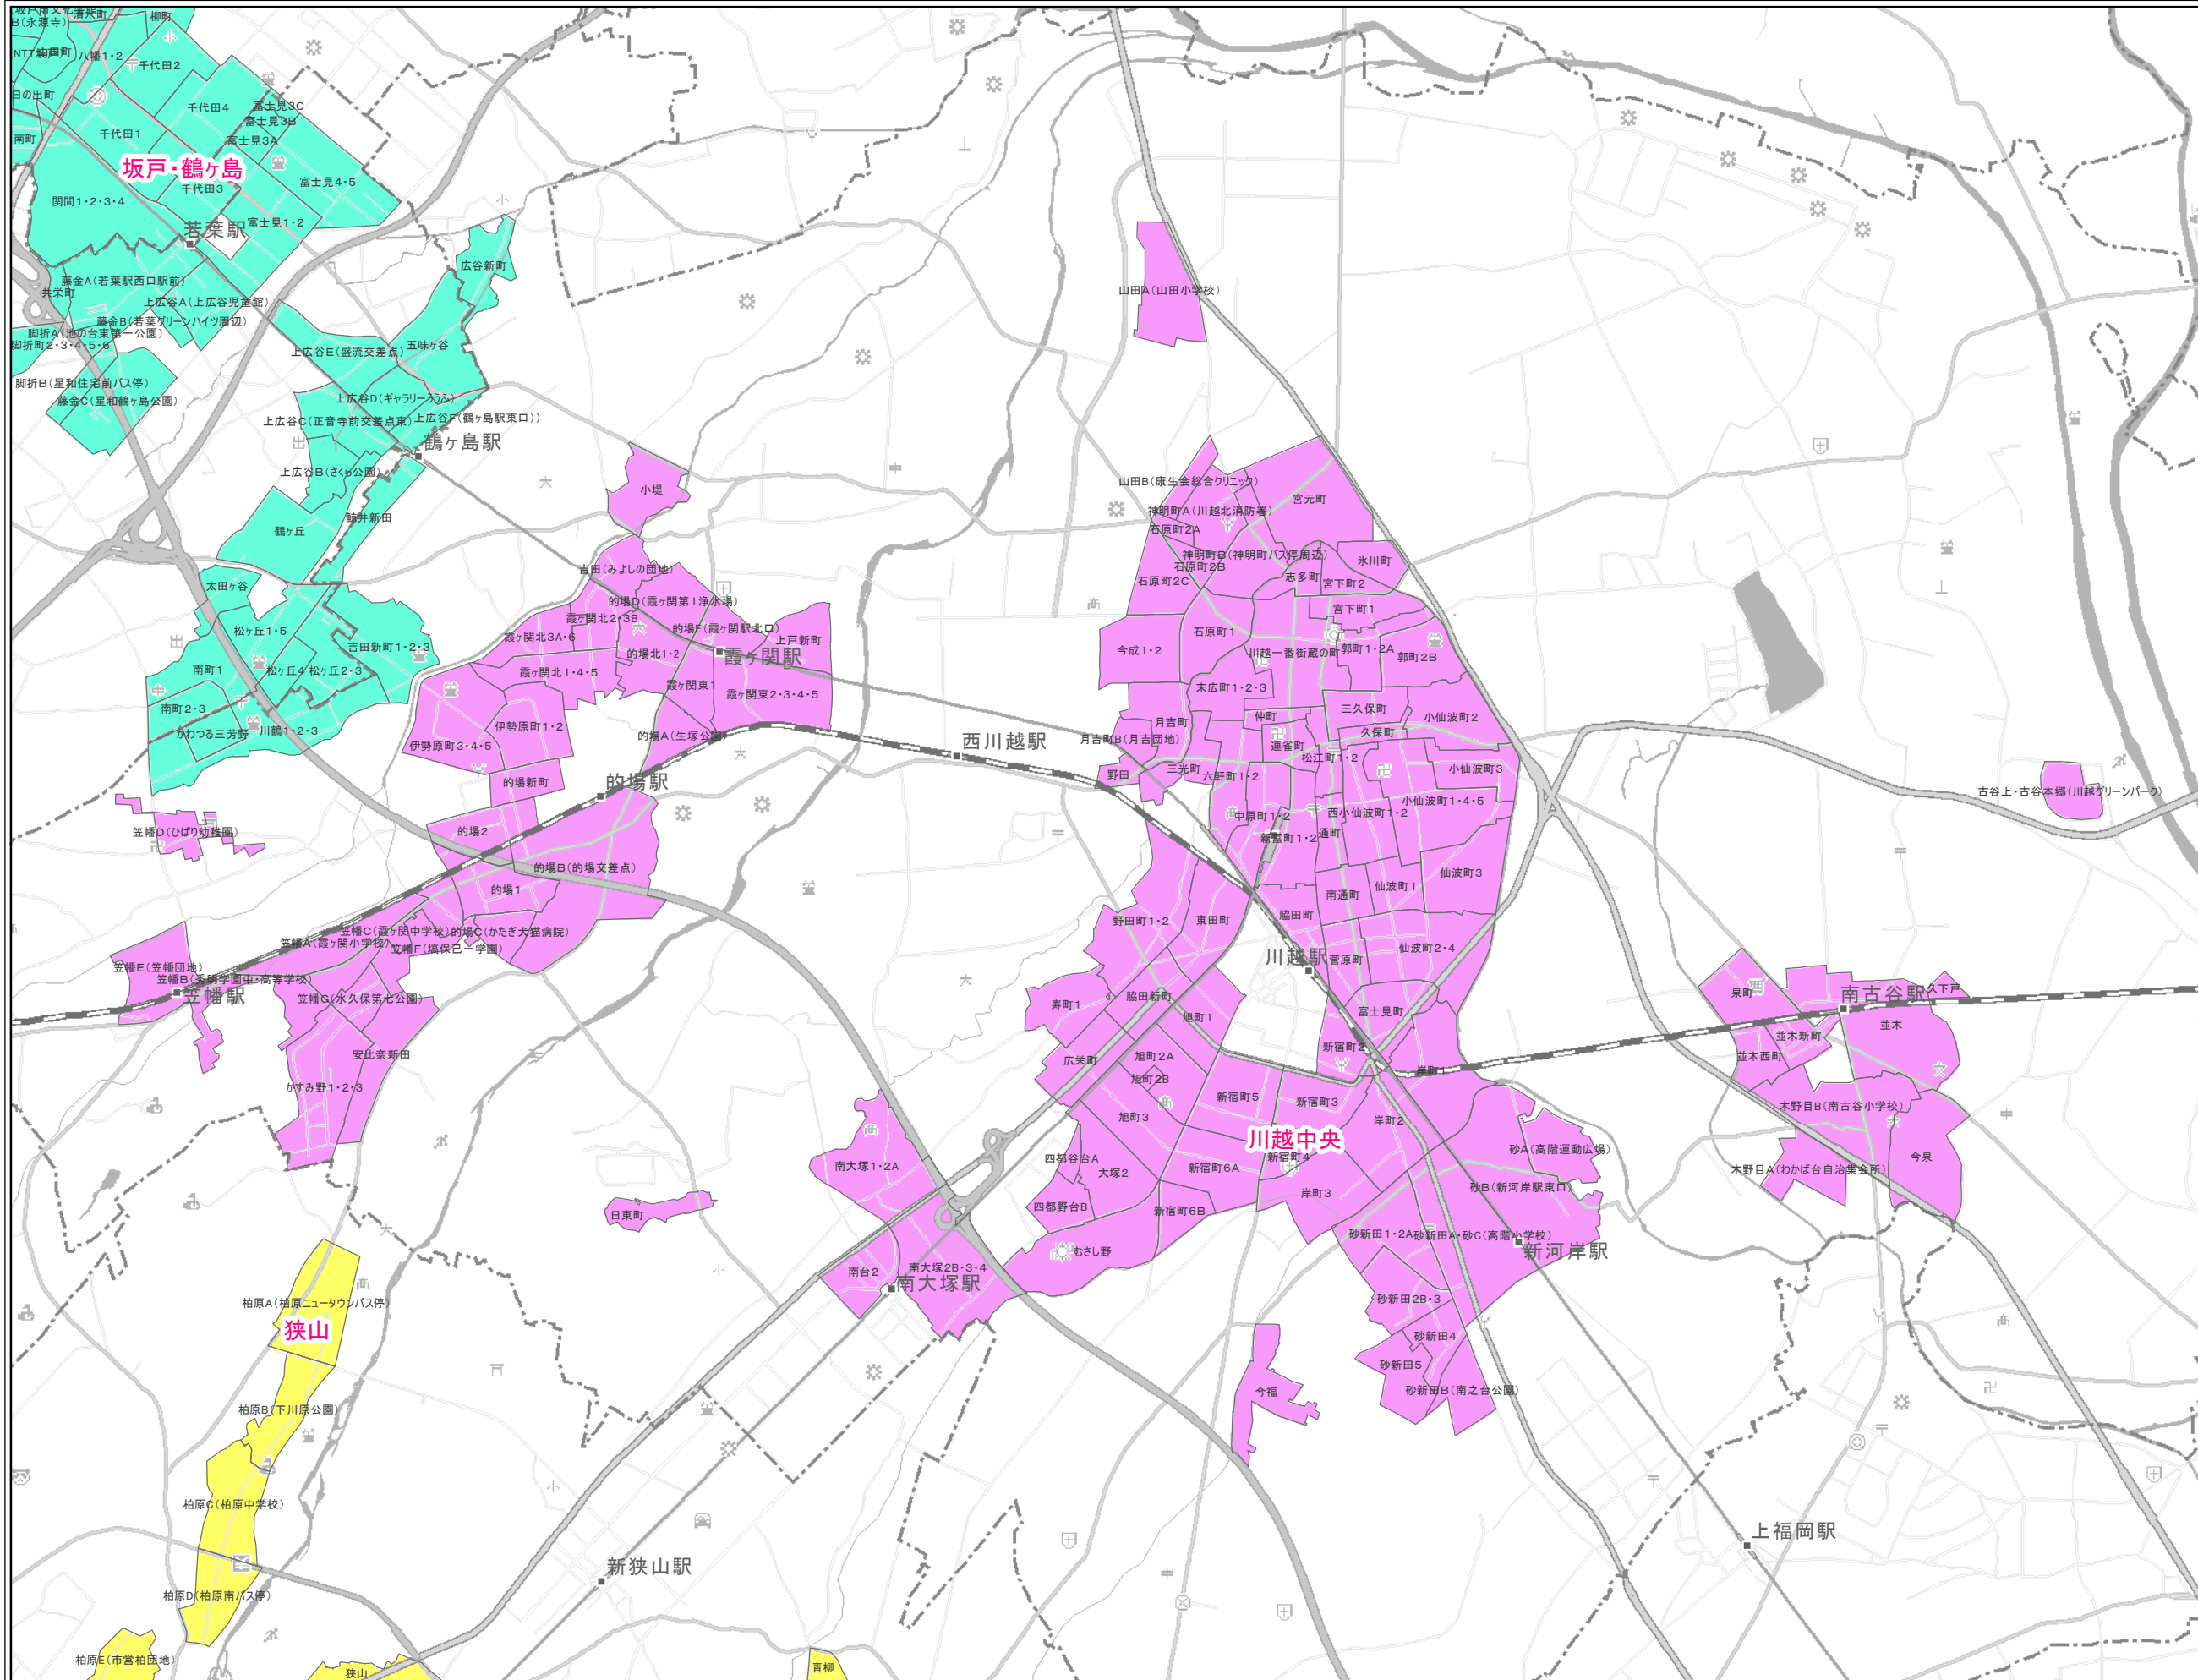 清水町
柳町
B(永源寺)
八幡1・2
千代田2
日の出町
千代田4
富士見3C
富士見3B
千代田1
富士見3A
南町
坂戸・鶴ヶ島
千代田3
富士見4・5
関間1・2・3・4
富士見1・2
若葉駅
広谷新町
藤金A(若葉駅西口駅前)
共栄町
上広谷A(上広谷児童館)
藤金B(若葉グリーンハイツ周辺)
脚折A(池の台東第一公園)
脚折町2・3・4・5・6
上広谷E(盛流交差点)
五味ヶ谷
脚折B(星和住宅前バス停)
藤金C(星和鶴ヶ島公園)
上広谷D(ギャラリーううふ)
上広谷C(正音寺前交差点東)
上広谷F(鶴ヶ島駅東口))
鶴ヶ島駅
上広谷B(さくら公園)
鯨井新田
鶴ヶ丘
太田ヶ谷
松ヶ丘1・5
吉田新町1・2・3
南町1
松ヶ丘4
松ヶ丘2・3
南町2・3
かわつる三芳野
川鶴1・2・3
山田A(山田小学校)
小堤
山田B(康生会総合クリニック)
宮元町
神明町A(川越北消防署)
石原町2A
神明町B(神明町バス停周辺)
石原町2B
氷川町
石原町2C
志多町
宮下町2
吉田(みよしの団地)
的場D(霞ヶ関第1浄水場)
霞ヶ関北2・3B
霞ヶ関北3A・6
的場E(霞ヶ関駅北口)
上戸新町
的場北1・2
霞ヶ関駅
霞ヶ関北1・4・5
霞ヶ関東1
霞ヶ関東2・3・4・5
宮下町1
石原町1
今成1・2
川越一番街蔵の町
郭町1・2A
郭町2B
末広町1・2・3
三久保町
小仙波町2
仲町
月吉町
久保町
月吉町B(月吉団地)
連雀町
松江町1・2
野田
三光町
六軒町1・2
小仙波町3
伊勢原町1・2
伊勢原町3・4・5
的場A(生塚公園)
西川越駅
的場新町
的場駅
古谷上・古谷本郷(川越グリーンパーク)
小仙波町1・4・5
中原町1・2
西小仙波町1・2
新富町1・2
通町
笠幡D(ひばり幼稚園)
的場2
的場B(的場交差点)
的場1
仙波町3
仙波町1
南通町
脇田町
野田町1・2
東田町
笠幡C(霞ヶ関中学校)
的場C(かたぎ犬猫病院)
笠幡A(霞ヶ関小学校)
笠幡F(塙保己一学園)
仙波町2・4
川越駅
菅原町
笠幡E(笠幡団地)
笠幡B(秀明学園中・高等学校)
笠幡駅
笠幡G(水久保第七公園)
泉町
南古谷駅
久下戸
寿町1
脇田新町
旭町1
富士見町
並木
並木新町
並木西町
新宿町2
広栄町
旭町2A
旭町2B
岸町1
安比奈新田
かすみ野1・2・3
新宿町5
新宿町3
旭町3
岸町2
木野目B(南古谷小学校)
川越中央
砂A(高階運動広場)
新宿町4
今泉
四都谷台A
大塚2
新宿町6A
木野目A(わかば台自治集会所)
南大塚1・2A
砂B(新河岸駅東口)
岸町3
四都野台B
新宿町6B
日東町
砂新田1・2A
砂新田A・砂C(高階小学校)
新河岸駅
むさし野
南台2
南大塚2B・3・4
南大塚駅
砂新田2B・3
柏原A(柏原ニュータウンバス停)
狭山
砂新田4
砂新田5
今福
砂新田B(南之台公園)
柏原B(下川原公園)
柏原C(柏原中学校)
上福岡駅
新狭山駅
柏原D(柏原南バス停)
柏原E(市営柏団地)
狭山
青柳